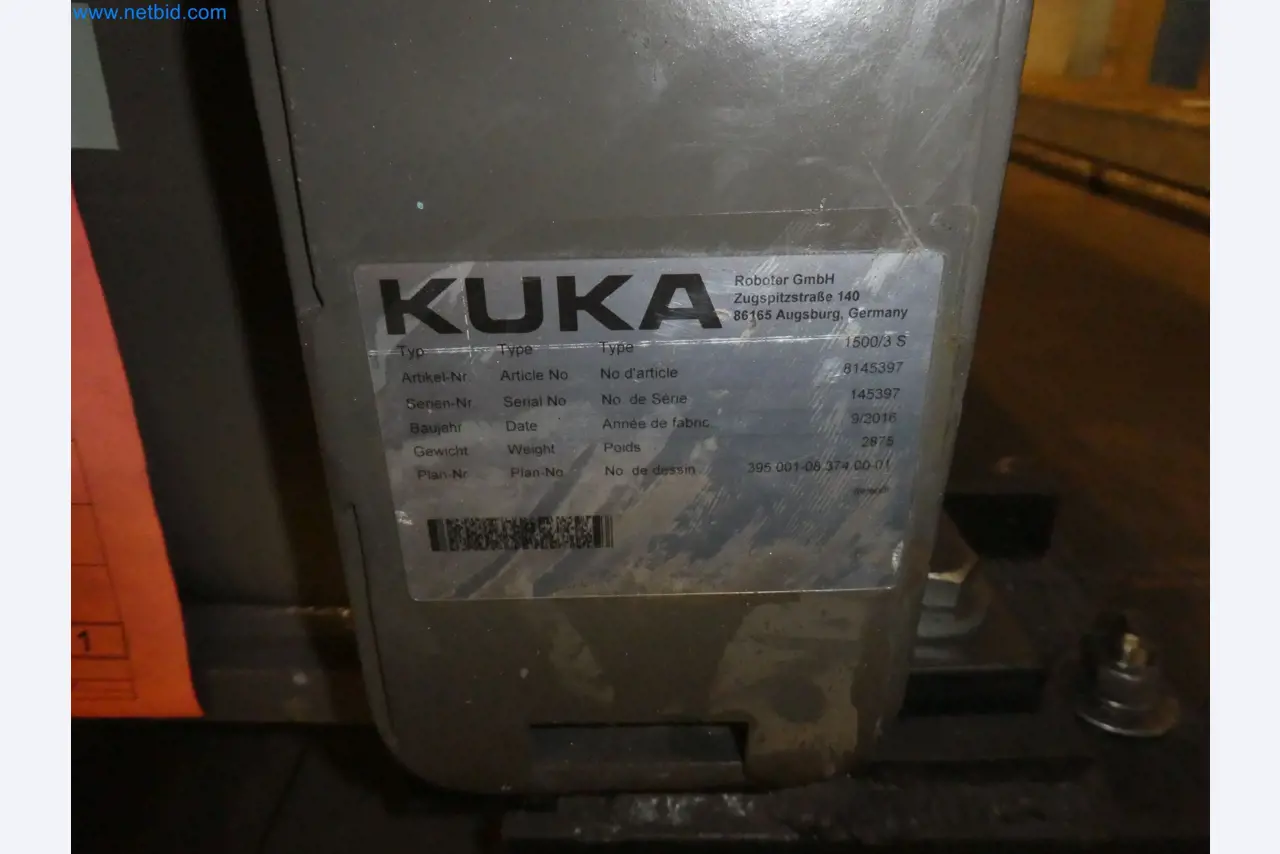 www.netbid.com
KUKA
Roboter GmbH
Zugspitzstraße 140
86165 Augsburg, Germany
Typ Type Type 1500/3 S
Artikel-Nr. Article No. No d'article 8145397
Serien-Nr. Serial No. No. de Série 145397
Baujahr Date Année de fabric. 9/2016
Gewicht Weight Poids 2875
Plan-Nr. Plan-No. No. de dessin 395.001-08.374.00-01
1